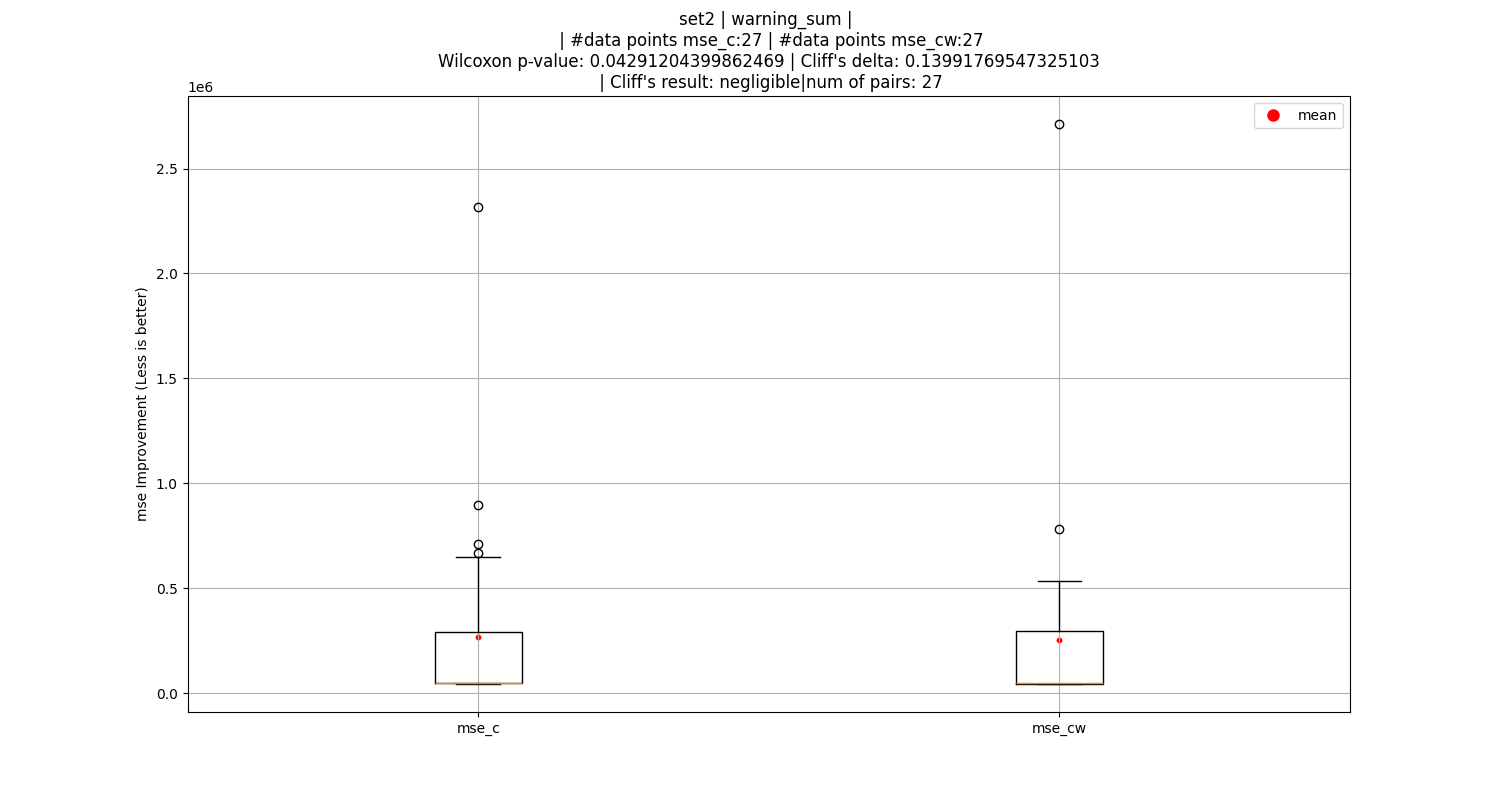 set2 | warning_sum |
| #data points mse_c:27 | #data points mse_cw:27
Wilcoxon p-value: 0.04291204399862469 | Cliff's delta: 0.13991769547325103
| Cliff's result: negligible|num of pairs: 27
1e6
mean
2.5
2.0
1.5
1.0
0.5
0.0
mse Improvement (Less is better)
mse_c
mse_cw